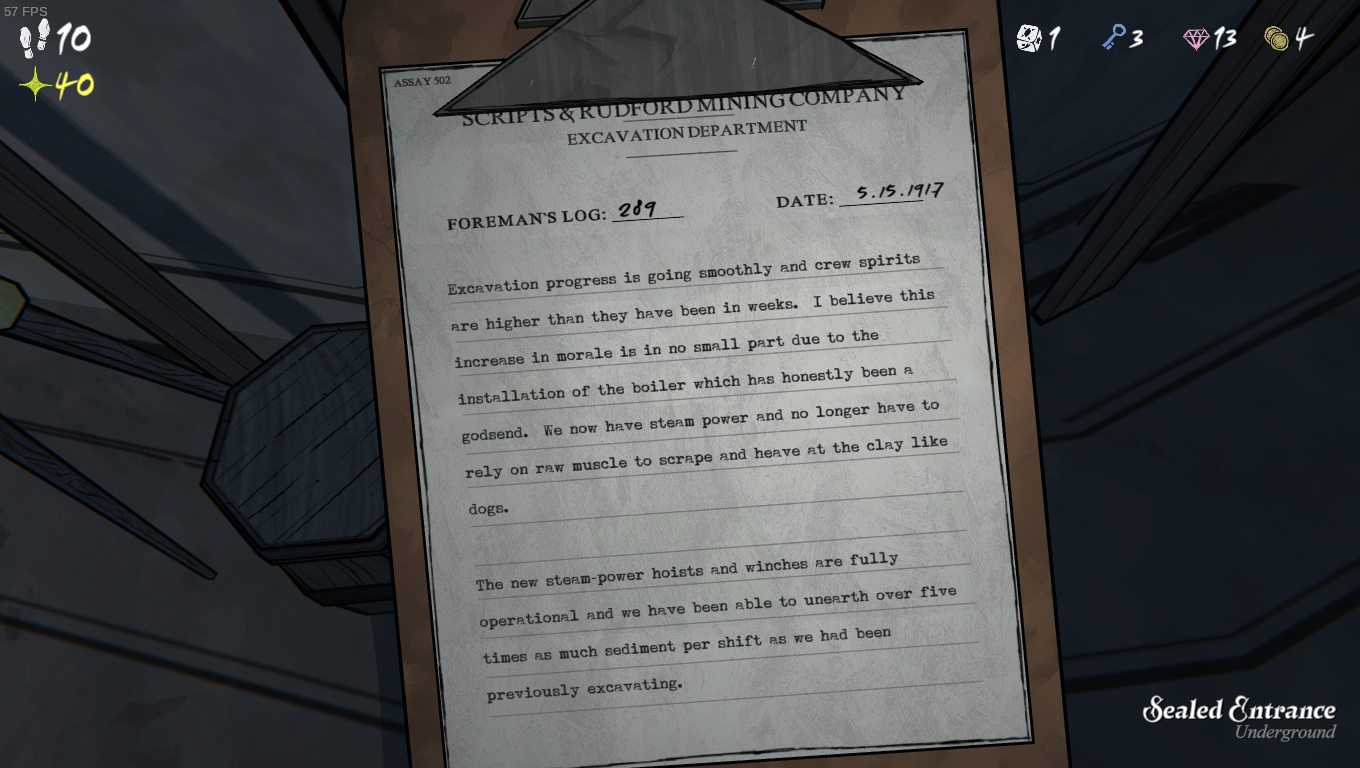 57 FPS
10
40
1
3
13
4
ASSAY 502
SCRIPTS & RUDFORD MINING COMPANY
EXCAVATION DEPARTMENT
FOREMAN'S LOG: 289
DATE: 5.15.1917
Excavation progress is going smoothly and crew spirits
are higher than they have been in weeks. I believe this
increase in morale is in no small part due to the
installation of the boiler which has honestly been a
godsend. We now have steam power and no longer have to
rely on raw muscle to scrape and heave at the clay like
dogs.
The new steam-power hoists and winches are fully
operational and we have been able to unearth over five
times as much sediment per shift as we had been
previously excavating.
Sealed Entrance
Underground